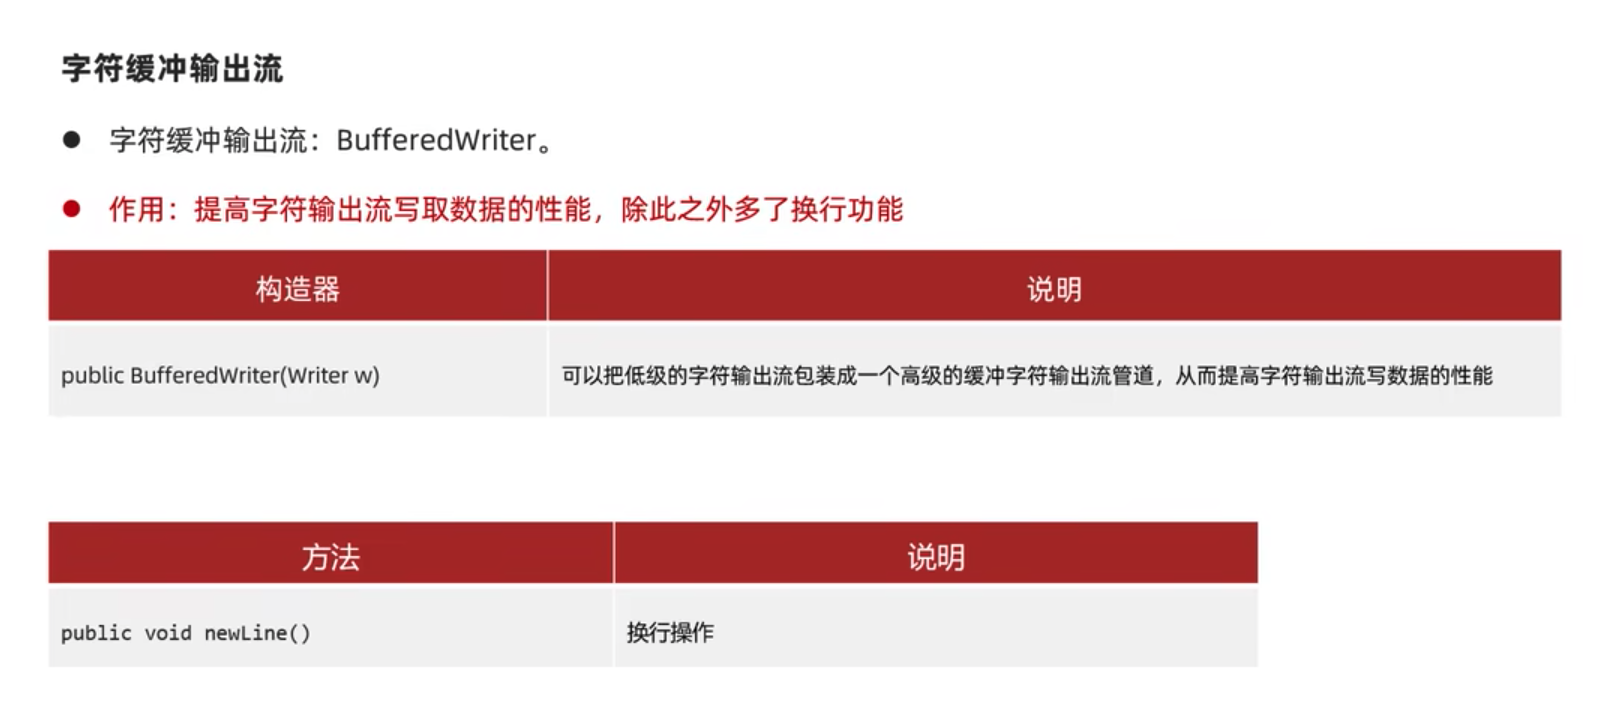 字符缓冲输出流
● 字符缓冲输出流：BufferedWriter。
● 作用：提高字符输出流写取数据的性能，除此之外多了换行功能
构造器 说明
public BufferedWriter(Writer w) 可以把低级的字符输出流包装成一个高级的缓冲字符输出流管道，从而提高字符输出流写数据的性能
方法 说明
public void newLine() 换行操作